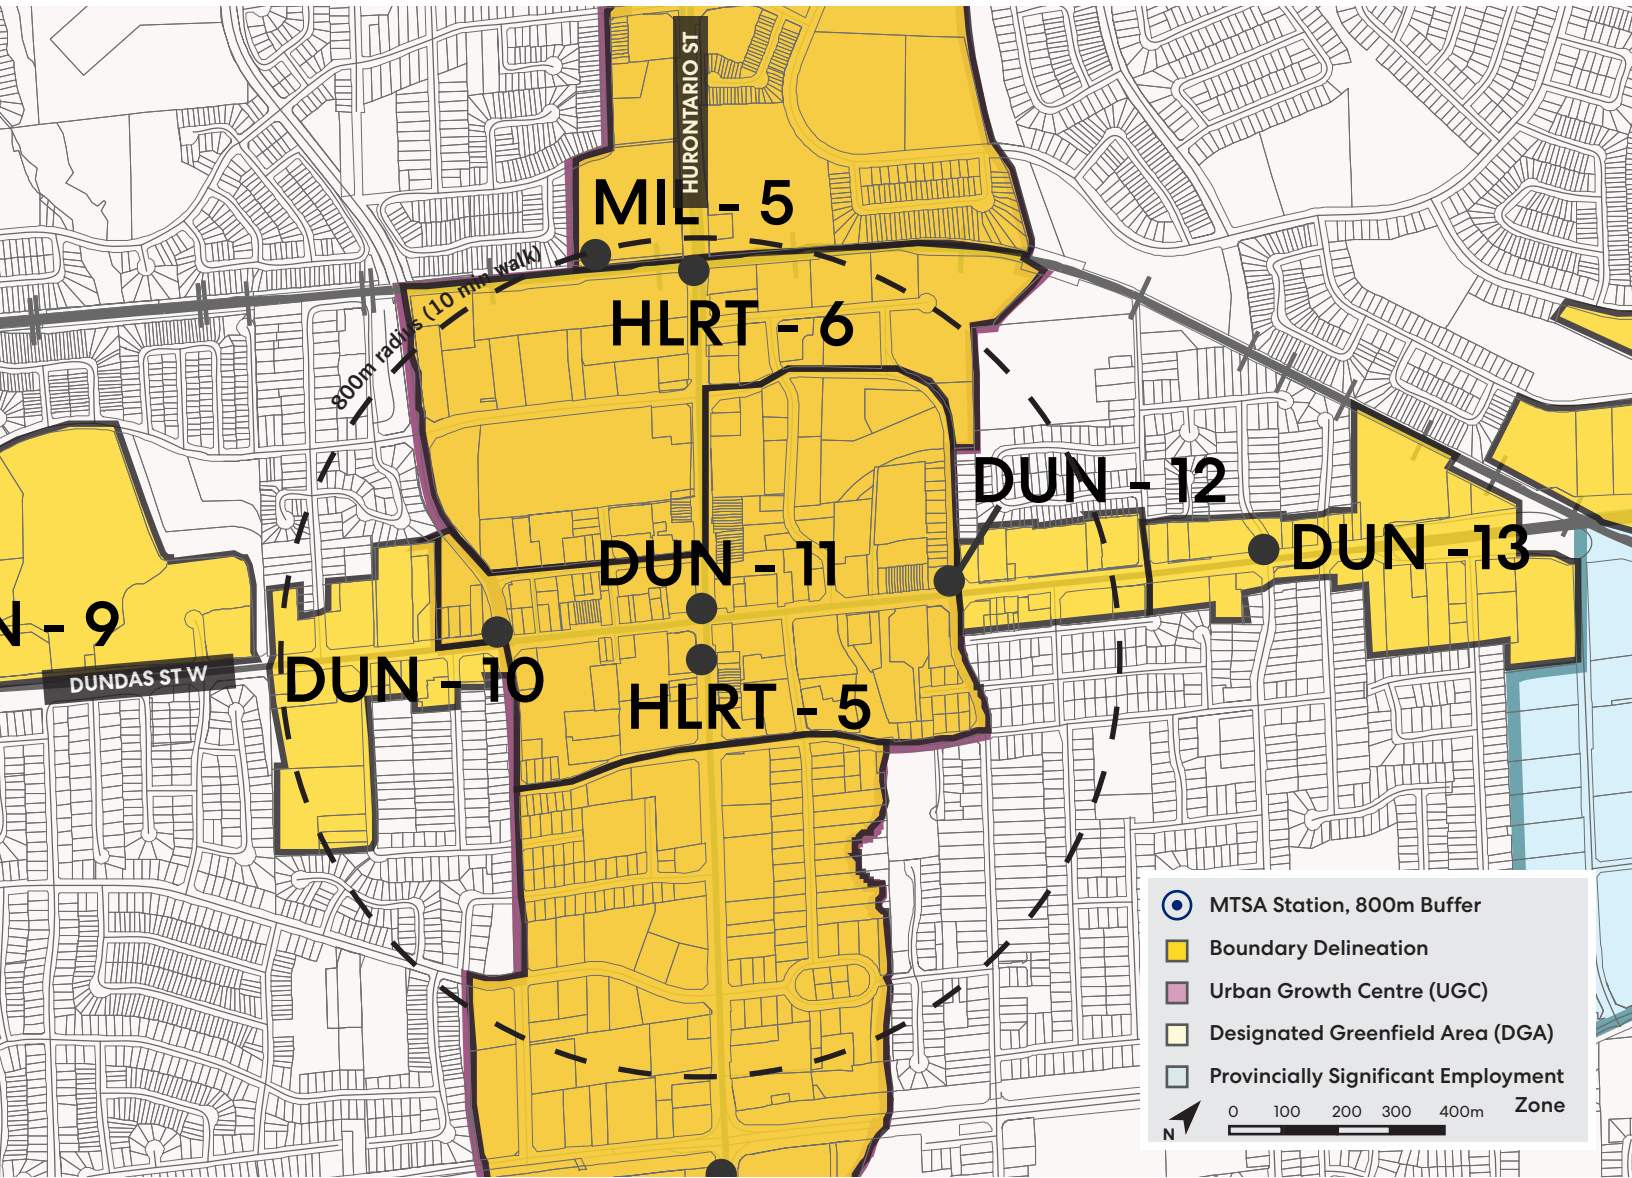 HURONTARIO ST
MIL - 5
800m radius (10 min walk)
HLRT - 6
DUN - 12
DUN - 11
DUN -13
N - 9
DUNDAS ST W
DUN - 10
HLRT - 5
MTSA Station, 800m Buffer
Boundary Delineation
Urban Growth Centre (UGC)
Designated Greenfield Area (DGA)
Provincially Significant Employment
Zone
0 100 200 300 400m
N